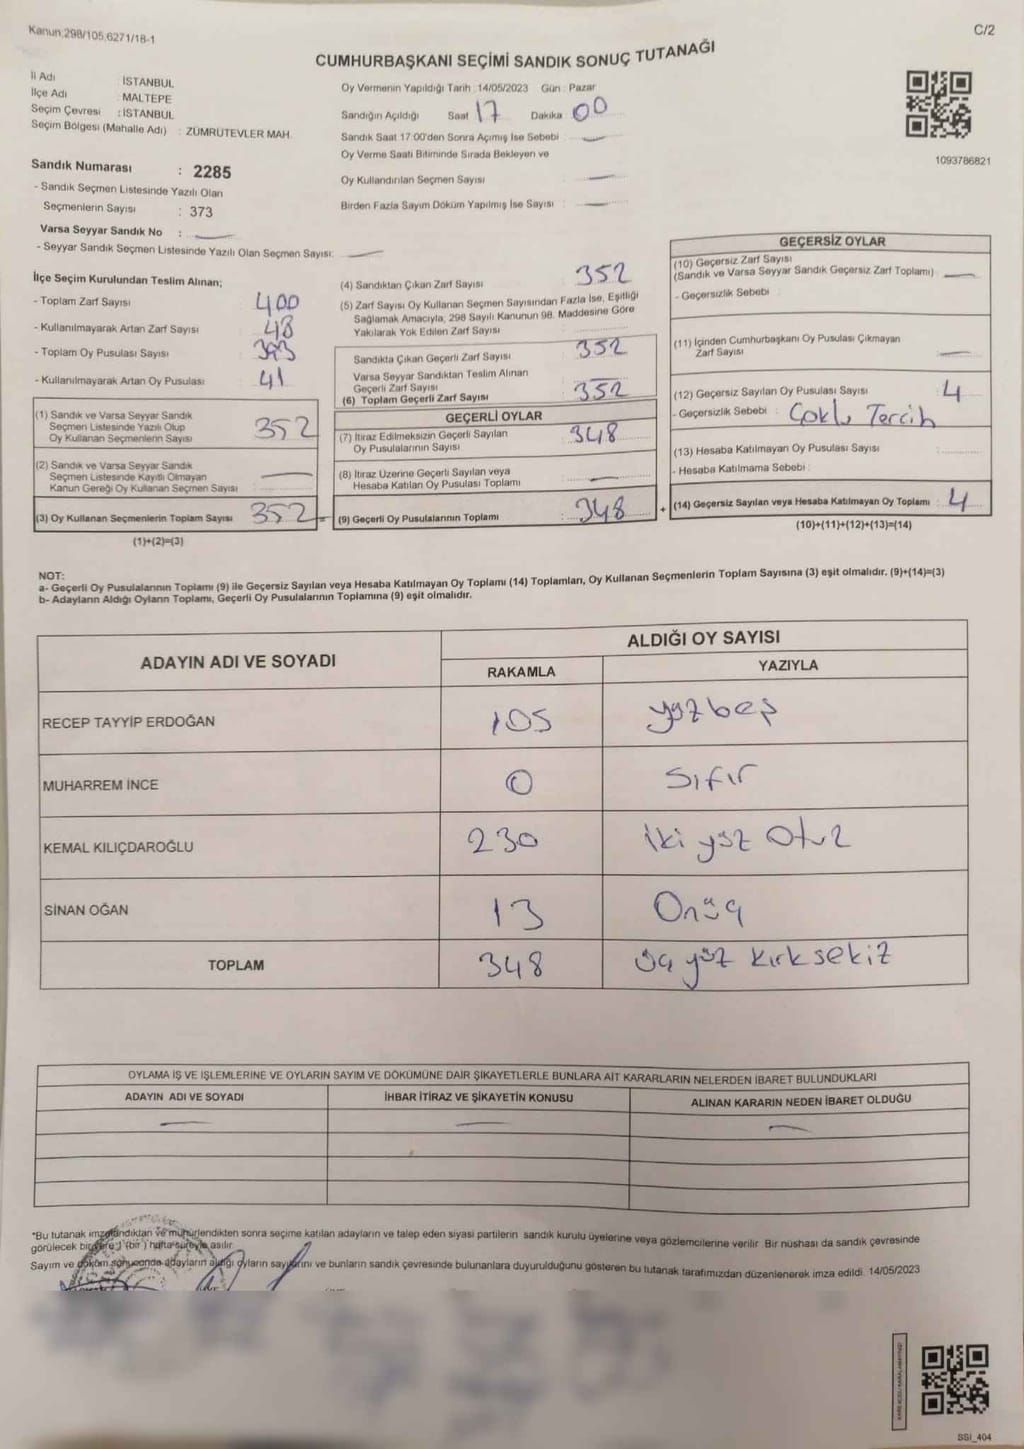 Kanun:298/105,6271/18-1
C/2
CUMHURBAŞKANI SEÇİMİ SANDIK SONUÇ TUTANAĞI
İl Adı : İSTANBUL
İlçe Adı : MALTEPE
Seçim Çevresi : İSTANBUL
Seçim Bölgesi (Mahalle Adı) : ZÜMRÜTEVLER MAH.
Oy Vermenin Yapıldığı Tarih : 14/05/2023 Gün : Pazar
Sandığın Açıldığı Saat 17 Dakika 00
Sandık Saat 17:00'den Sonra Açılmış İse Sebebi : —
Oy Verme Saati Bitiminde Sırada Bekleyen ve
Oy Kullandırılan Seçmen Sayısı : —
Birden Fazla Sayım Döküm Yapılmış İse Sayısı : —
1093786821
Sandık Numarası : 2285
- Sandık Seçmen Listesinde Yazılı Olan
Seçmenlerin Sayısı : 373
Varsa Seyyar Sandık No : —
- Seyyar Sandık Seçmen Listesinde Yazılı Olan Seçmen Sayısı: —
İlçe Seçim Kurulundan Teslim Alınan;
- Toplam Zarf Sayısı 400
- Kullanılmayarak Artan Zarf Sayısı 48
- Toplam Oy Pusulası Sayısı 393
- Kullanılmayarak Artan Oy Pusulası 41
(1) Sandık ve Varsa Seyyar Sandık
Seçmen Listesinde Yazılı Olup
Oy Kullanan Seçmenlerin Sayısı 352
(2) Sandık ve Varsa Seyyar Sandık
Seçmen Listesinde Kayıtlı Olmayan
Kanun Gereği Oy Kullanan Seçmen Sayısı —
(3) Oy Kullanan Seçmenlerin Toplam Sayısı 352 =
(1)+(2)=(3)
(4) Sandıktan Çıkan Zarf Sayısı 352
(5) Zarf Sayısı Oy Kullanan Seçmen Sayısından Fazla İse, Eşitliği
Sağlamak Amacıyla, 298 Sayılı Kanunun 98. Maddesine Göre
Yakılarak Yok Edilen Zarf Sayısı
Sandıkta Çıkan Geçerli Zarf Sayısı 352
Varsa Seyyar Sandıktan Teslim Alınan
Geçerli Zarf Sayısı —
(6) Toplam Geçerli Zarf Sayısı 352
GEÇERLİ OYLAR
(7) İtiraz Edilmeksizin Geçerli Sayılan
Oy Pusulalarının Sayısı 348
(8) İtiraz Üzerine Geçerli Sayılan veya
Hesaba Katılan Oy Pusulası Toplamı —
(9) Geçerli Oy Pusulalarının Toplamı : 348 +
GEÇERSİZ OYLAR
(10) Geçersiz Zarf Sayısı
(Sandık ve Varsa Seyyar Sandık Geçersiz Zarf Toplamı) : —
- Geçersizlik Sebebi :
(11) İçinden Cumhurbaşkanı Oy Pusulası Çıkmayan
Zarf Sayısı —
(12) Geçersiz Sayılan Oy Pusulası Sayısı 4
- Geçersizlik Sebebi : Çoklu Tercih
(13) Hesaba Katılmayan Oy Pusulası Sayısı
- Hesaba Katılmama Sebebi :
(14) Geçersiz Sayılan veya Hesaba Katılmayan Oy Toplamı : 4
(10)+(11)+(12)+(13)=(14)
NOT:
a- Geçerli Oy Pusulalarının Toplamı (9) ile Geçersiz Sayılan veya Hesaba Katılmayan Oy Toplamı (14) Toplamları, Oy Kullanan Seçmenlerin Toplam Sayısına (3) eşit olmalıdır. (9)+(14)=(3)
b- Adayların Aldığı Oyların Toplamı, Geçerli Oy Pusulalarının Toplamına (9) eşit olmalıdır.
ADAYIN ADI VE SOYADI
ALDIĞI OY SAYISI
RAKAMLA YAZIYLA
RECEP TAYYİP ERDOĞAN 105 yüzbeş
MUHARREM İNCE 0 Sıfır
KEMAL KILIÇDAROĞLU 230 İki yüz Otuz
SİNAN OĞAN 13 Onüç
TOPLAM 348 üç yüz kırk sekiz
OYLAMA İŞ VE İŞLEMLERİNE VE OYLARIN SAYIM VE DÖKÜMÜNE DAİR ŞİKAYETLERLE BUNLARA AİT KARARLARIN NELERDEN İBARET BULUNDUKLARI
ADAYIN ADI VE SOYADI İHBAR İTİRAZ VE ŞİKAYETİN KONUSU ALINAN KARARIN NEDEN İBARET OLDUĞU
— — —
*Bu tutanak imzalandıktan ve mühürlendikten sonra seçime katılan adayların ve talep eden siyasi partilerin sandık kurulu üyelerine veya gözlemcilerine verilir. Bir nüshası da sandık çevresinde
görülecek bir yere 1 (bir ) hafta süreyle asılır.
Sayım ve döküm sonucunda adayların aldığı oyların sayılarını ve bunların sandık çevresinde bulunanlara duyurulduğunu gösteren bu tutanak tarafımızdan düzenlenerek imza edildi. 14/05/2023
SSI_404